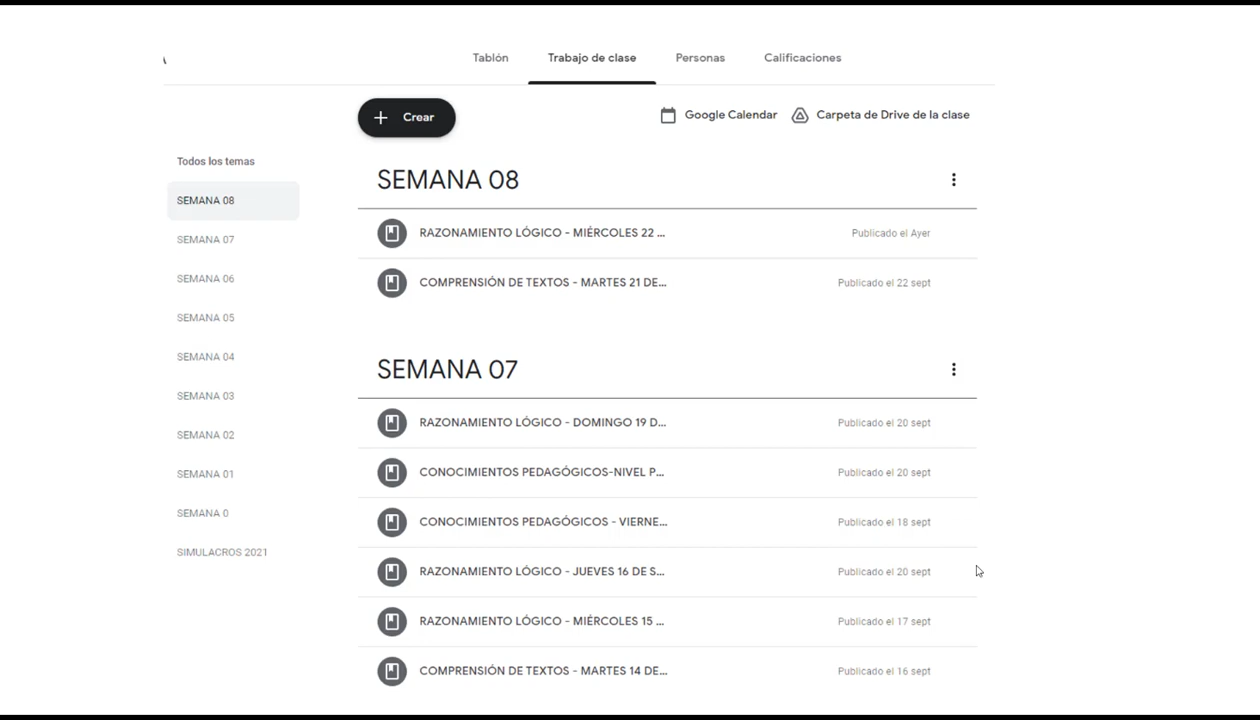 Tablón
Trabajo de clase
Personas
Calificaciones
Crear
Google Calendar
Carpeta de Drive de la clase
Todos los temas
SEMANA 08
SEMANA 07
SEMANA 06
SEMANA 05
SEMANA 04
SEMANA 03
SEMANA 02
SEMANA 01
SEMANA 0
SIMULACROS 2021
SEMANA 08
RAZONAMIENTO LÓGICO - MIÉRCOLES 22 ... Publicado el Ayer
COMPRENSIÓN DE TEXTOS - MARTES 21 DE... Publicado el 22 sept
SEMANA 07
RAZONAMIENTO LÓGICO - DOMINGO 19 D... Publicado el 20 sept
CONOCIMIENTOS PEDAGÓGICOS-NIVEL P... Publicado el 20 sept
CONOCIMIENTOS PEDAGÓGICOS - VIERNE... Publicado el 18 sept
RAZONAMIENTO LÓGICO - JUEVES 16 DE S... Publicado el 20 sept
RAZONAMIENTO LÓGICO - MIÉRCOLES 15 ... Publicado el 17 sept
COMPRENSIÓN DE TEXTOS - MARTES 14 DE... Publicado el 16 sept